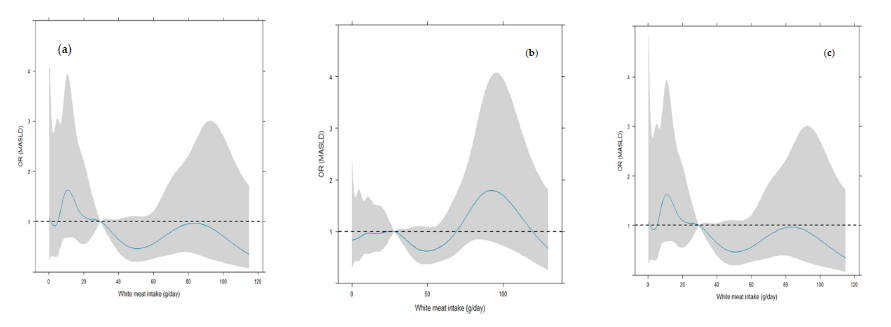 (a)
OR (MASLD)
4
3
2
1
0 20 40 60 80 100 120
White meat intake (g/day)
(b)
OR (MASLD)
4
3
2
1
0 50 100
White meat intake (g/day)
(c)
OR (MASLD)
4
3
2
1
0 20 40 60 80 100 120
White meat intake (g/day)